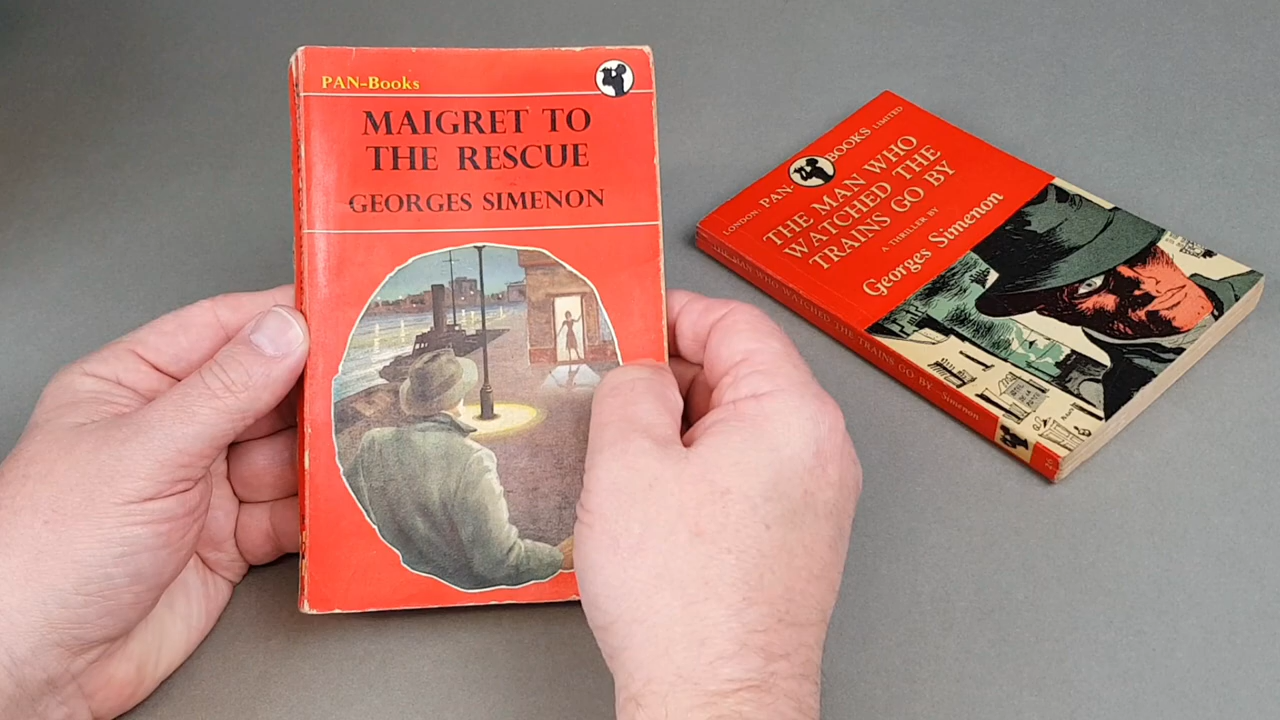 PAN-Books
MAIGRET TO
THE RESCUE
GEORGES SIMENON
LONDON: PAN-BOOKS LIMITED
THE MAN WHO
WATCHED THE
TRAINS GO BY
A THRILLER BY
Georges Simenon
THE MAN WHO WATCHED THE TRAINS GO BY Simenon